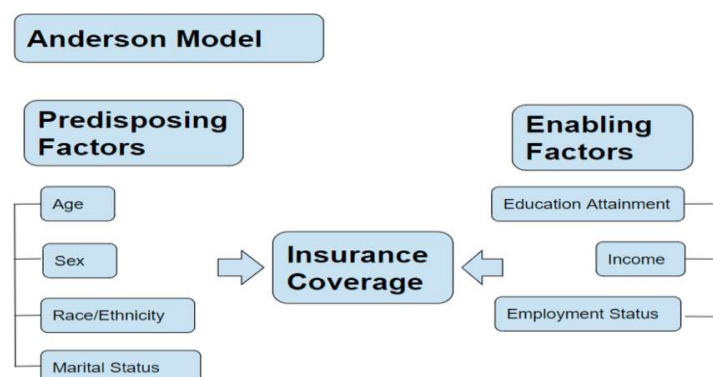 Anderson Model
Predisposing
Factors
Age
Sex
Race/Ethnicity
Marital Status
Insurance
Coverage
Enabling
Factors
Education Attainment
Income
Employment Status